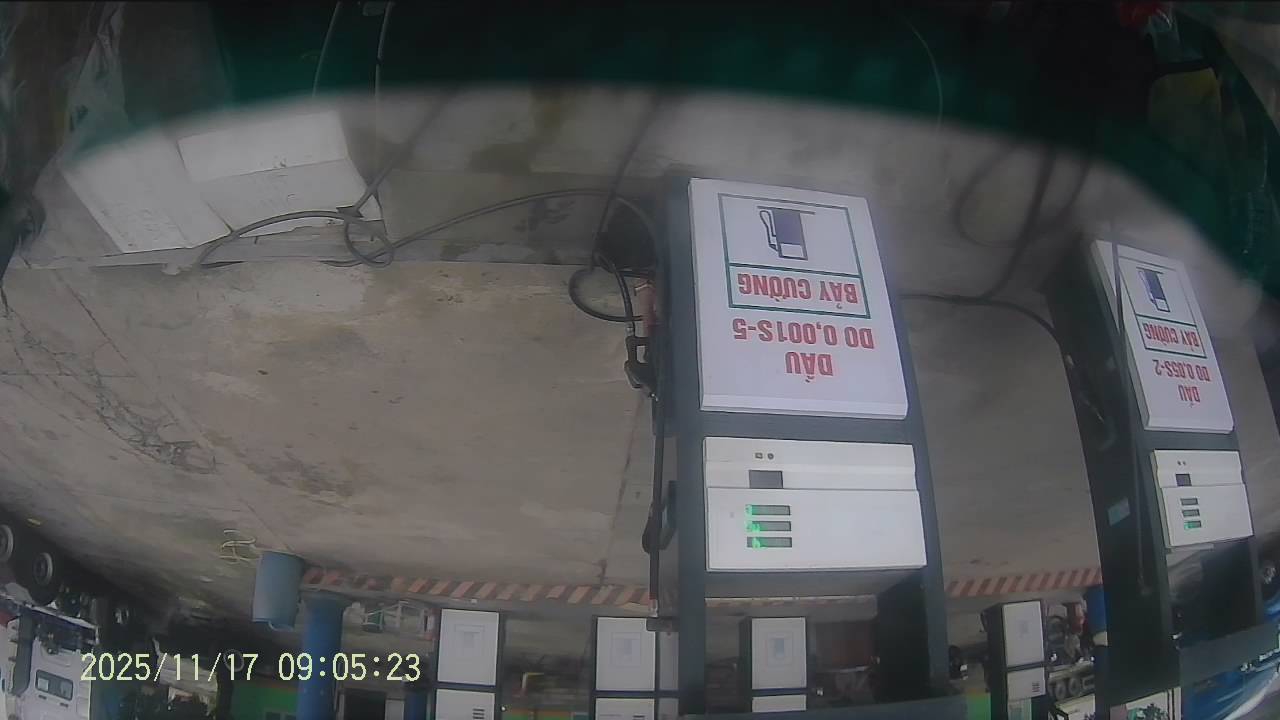 DẦU
DO 0,001S-5
BẢY CƯỜNG
DẦU
DO 0,05S-2
BẢY CƯỜNG
2025/11/17 09:05:23